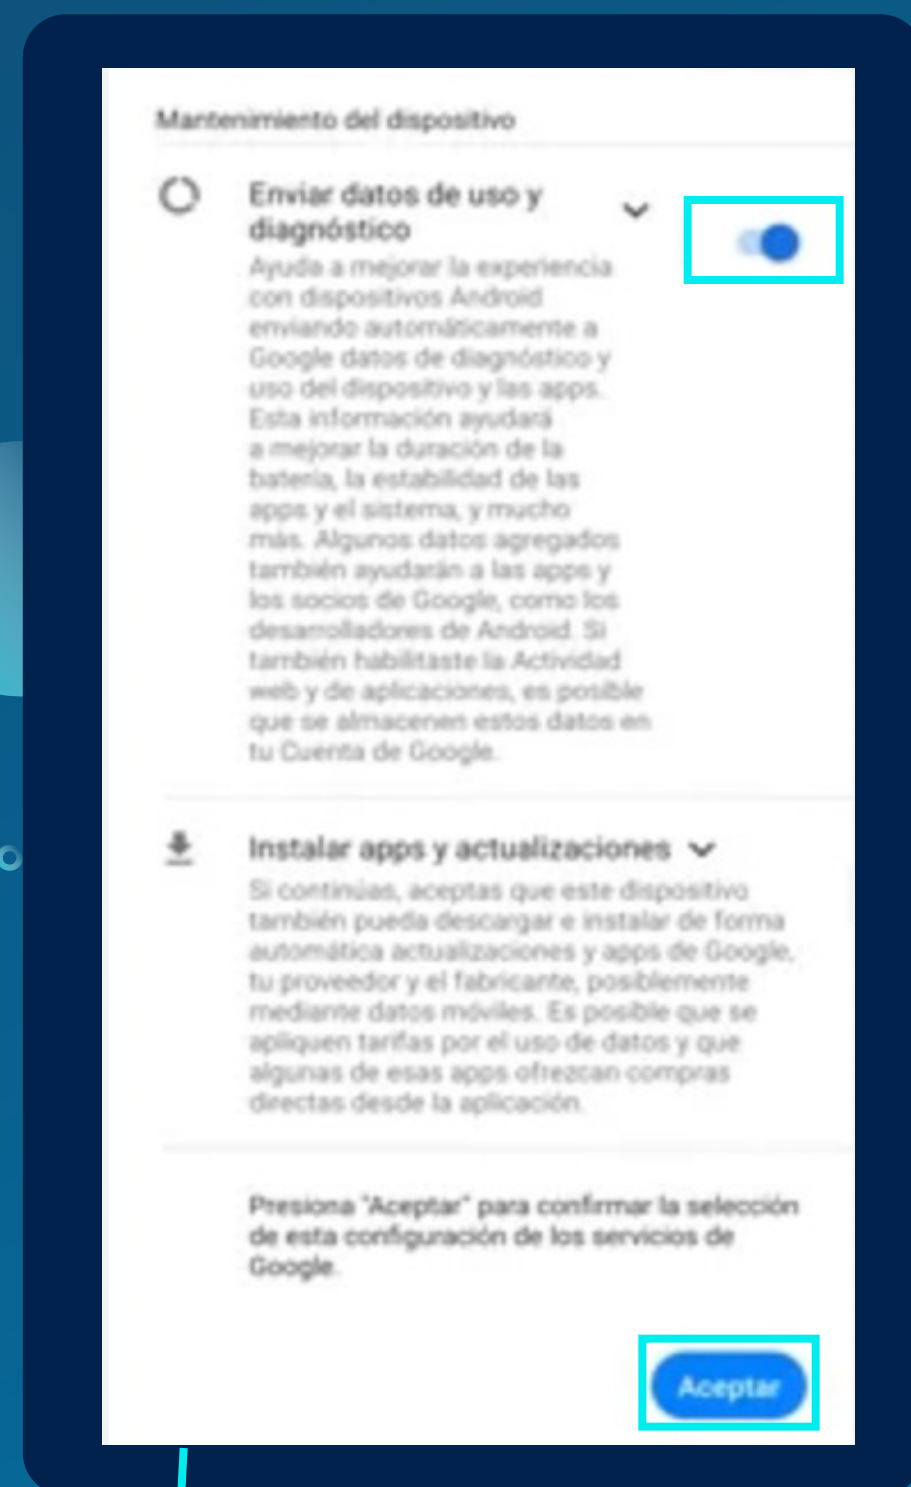 Mantenimiento del dispositivo
Enviar datos de uso y
diagnóstico
Ayuda a mejorar la experiencia
con dispositivos Android
enviando automáticamente a
Google datos de diagnóstico y
uso del dispositivo y las apps.
Esta información ayudará
a mejorar la duración de la
batería, la estabilidad de las
apps y el sistema, y mucho
más. Algunos datos agregados
también ayudarán a las apps y
los socios de Google, como los
desarrolladores de Android. Si
también habilitaste la Actividad
web y de aplicaciones, es posible
que se almacenen estos datos en
tu Cuenta de Google.
Instalar apps y actualizaciones
Si continúas, aceptas que este dispositivo
también pueda descargar e instalar de forma
automática actualizaciones y apps de Google,
tu proveedor y el fabricante, posiblemente
mediante datos móviles. Es posible que se
apliquen tarifas por el uso de datos y que
algunas de esas apps ofrezcan compras
directas desde la aplicación.
Presiona "Aceptar" para confirmar la selección
de esta configuración de los servicios de
Google.
Aceptar